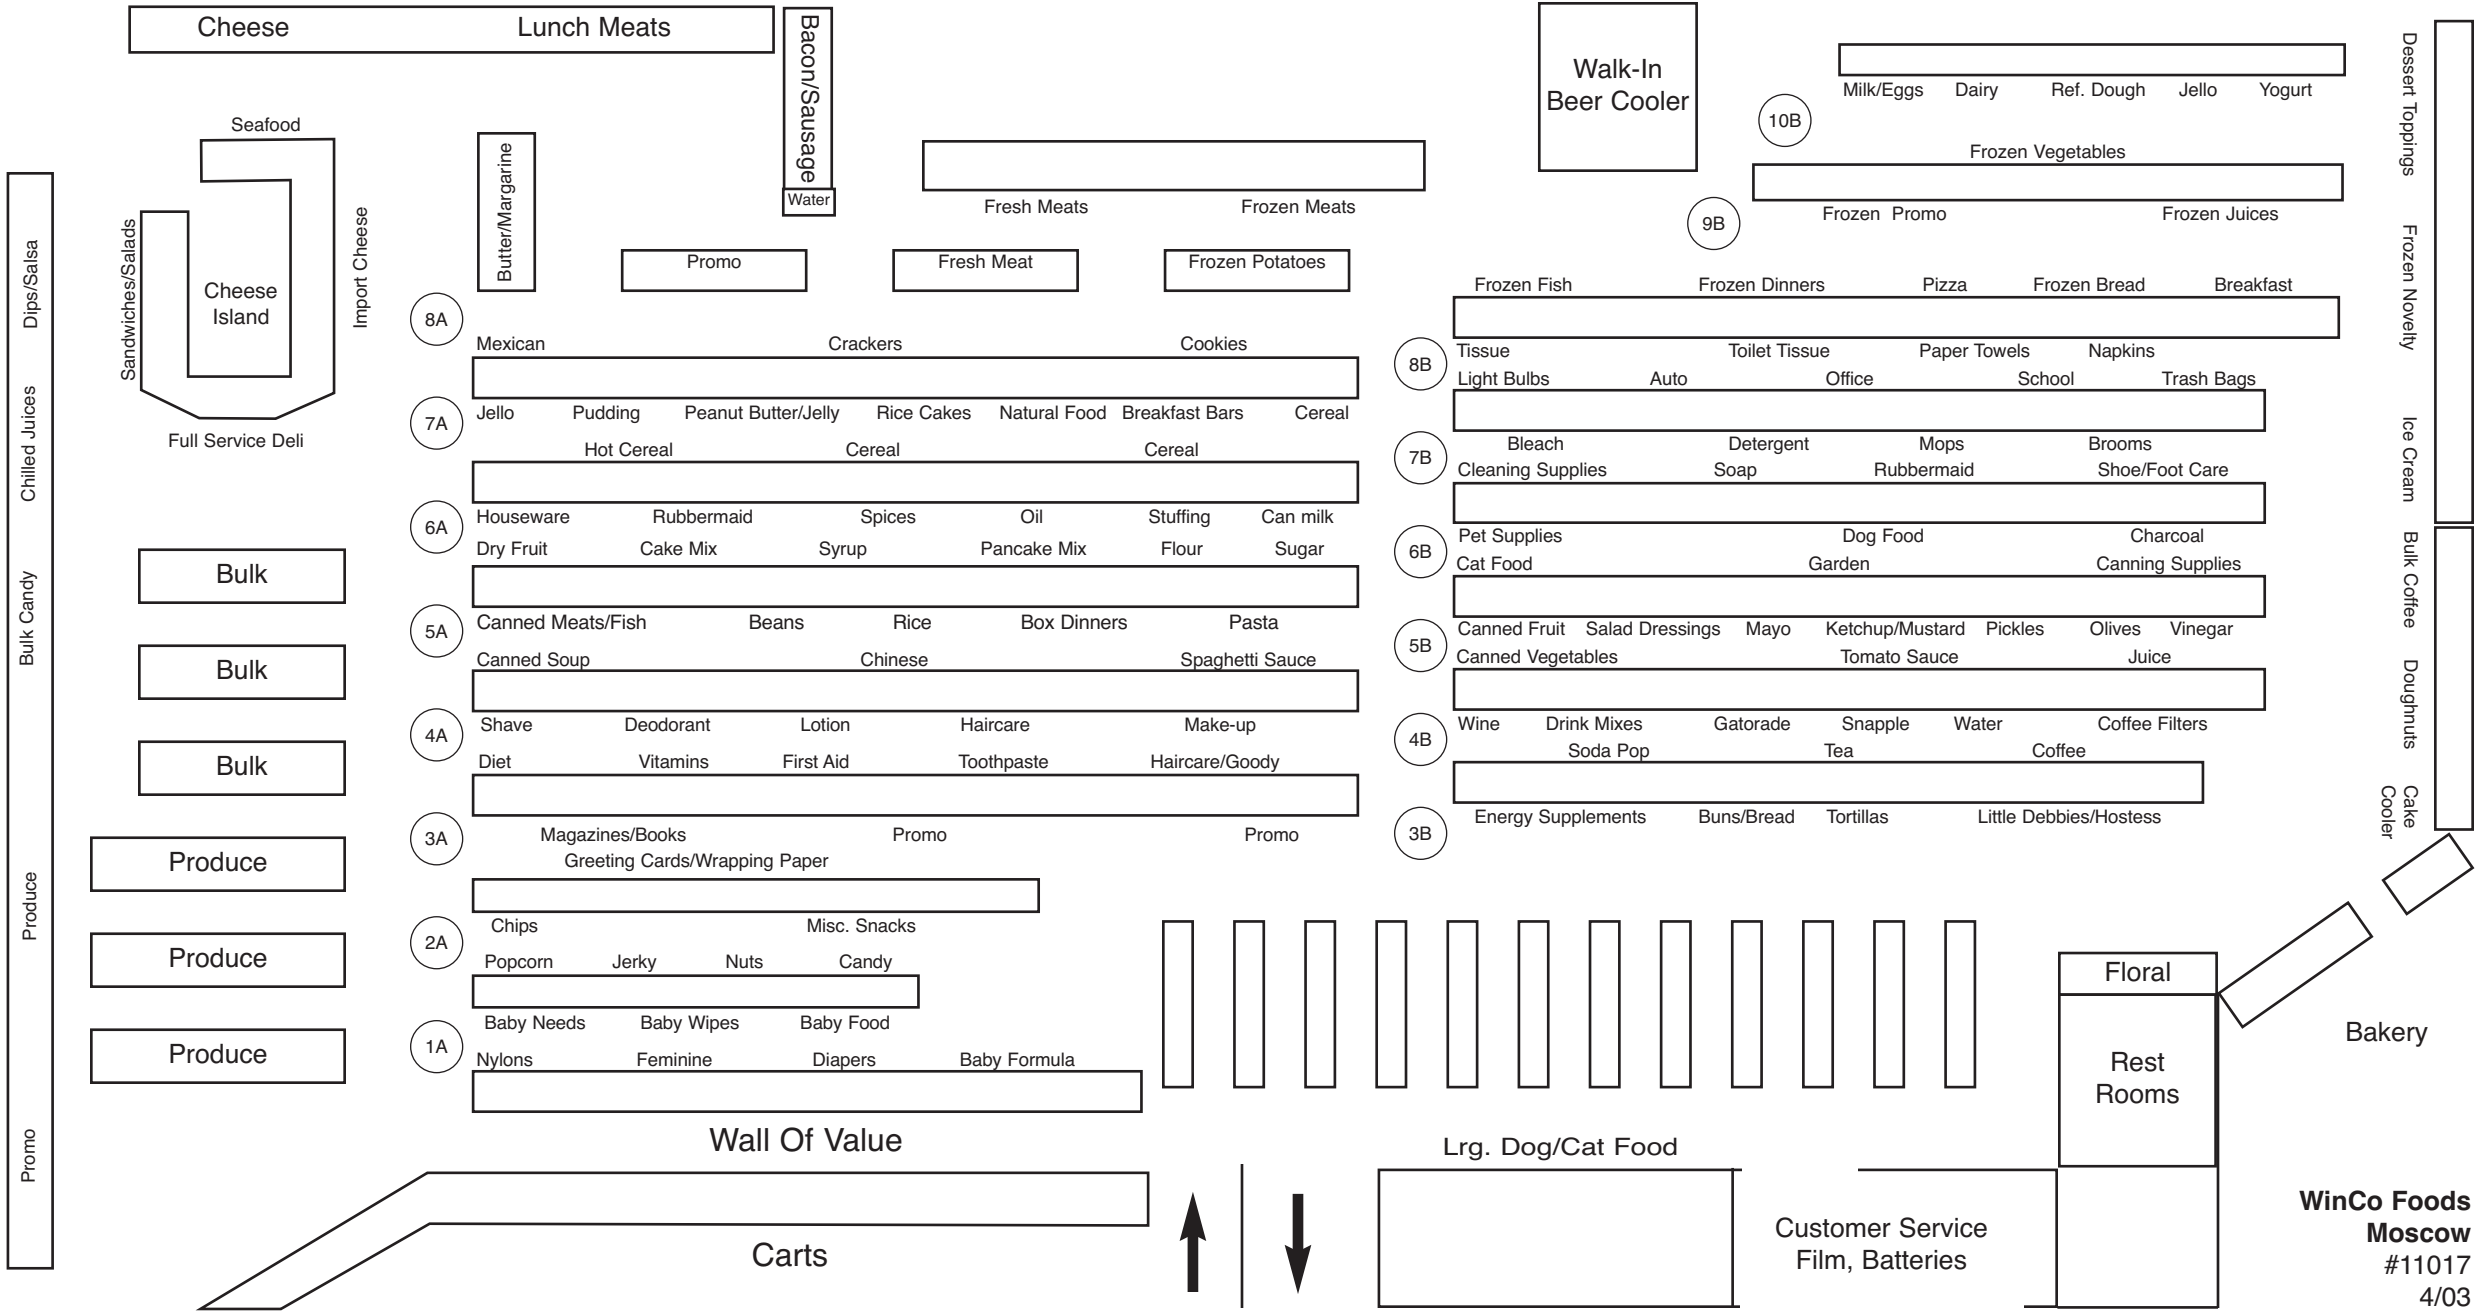 Cheese Lunch Meats
Bacon/Sausage
Water
Walk-In
Beer Cooler
Milk/Eggs Dairy Ref. Dough Jello Yogurt
10B
Frozen Vegetables
Frozen Promo Frozen Juices
9B
Dessert Toppings
Frozen Novelty
Ice Cream
Bulk Coffee
Doughnuts
Cake
Cooler
Seafood
Sandwiches/Salads
Cheese
Island
Import Cheese
Full Service Deli
Butter/Margarine
Fresh Meats Frozen Meats
Promo
Fresh Meat
Frozen Potatoes
Dips/Salsa
Chilled Juices
Bulk Candy
Produce
Promo
Bulk
Bulk
Bulk
Produce
Produce
Produce
8A
Mexican Crackers Cookies
Jello Pudding Peanut Butter/Jelly Rice Cakes Natural Food Breakfast Bars Cereal
7A
Hot Cereal Cereal Cereal
Houseware Rubbermaid Spices Oil Stuffing Can milk
6A
Dry Fruit Cake Mix Syrup Pancake Mix Flour Sugar
Canned Meats/Fish Beans Rice Box Dinners Pasta
5A
Canned Soup Chinese Spaghetti Sauce
Shave Deodorant Lotion Haircare Make-up
4A
Diet Vitamins First Aid Toothpaste Haircare/Goody
3A
Magazines/Books Promo Promo
Greeting Cards/Wrapping Paper
Chips Misc. Snacks
2A
Popcorn Jerky Nuts Candy
Baby Needs Baby Wipes Baby Food
1A
Nylons Feminine Diapers Baby Formula
Wall Of Value
Carts
Frozen Fish Frozen Dinners Pizza Frozen Bread Breakfast
Tissue Toilet Tissue Paper Towels Napkins
8B
Light Bulbs Auto Office School Trash Bags
Bleach Detergent Mops Brooms
7B
Cleaning Supplies Soap Rubbermaid Shoe/Foot Care
Pet Supplies Dog Food Charcoal
6B
Cat Food Garden Canning Supplies
Canned Fruit Salad Dressings Mayo Ketchup/Mustard Pickles Olives Vinegar
5B
Canned Vegetables Tomato Sauce Juice
Wine Drink Mixes Gatorade Snapple Water Coffee Filters
4B
Soda Pop Tea Coffee
Energy Supplements Buns/Bread Tortillas Little Debbies/Hostess
3B
Floral
Rest
Rooms
Bakery
Lrg. Dog/Cat Food
Customer Service
Film, Batteries
WinCo Foods
Moscow
#11017
4/03